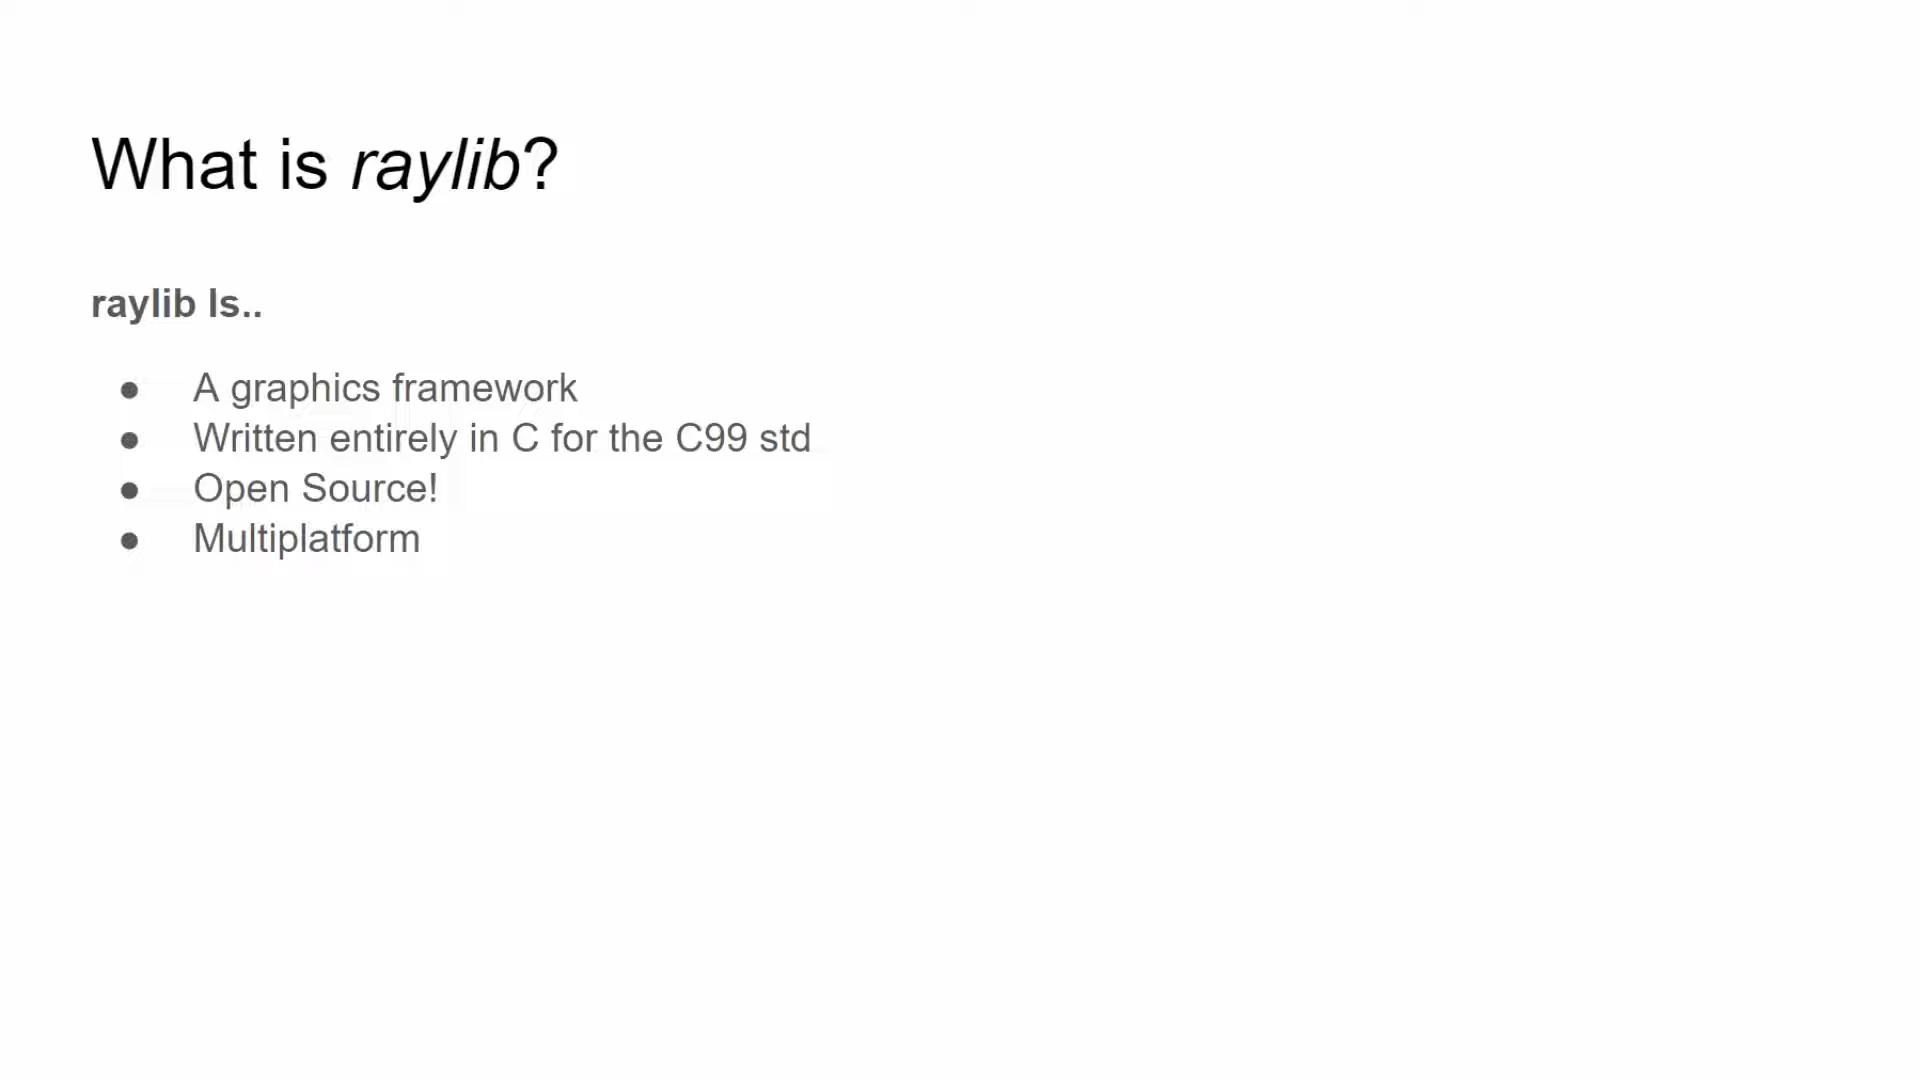 What is raylib?
raylib Is..
● A graphics framework
● Written entirely in C for the C99 std
● Open Source!
● Multiplatform